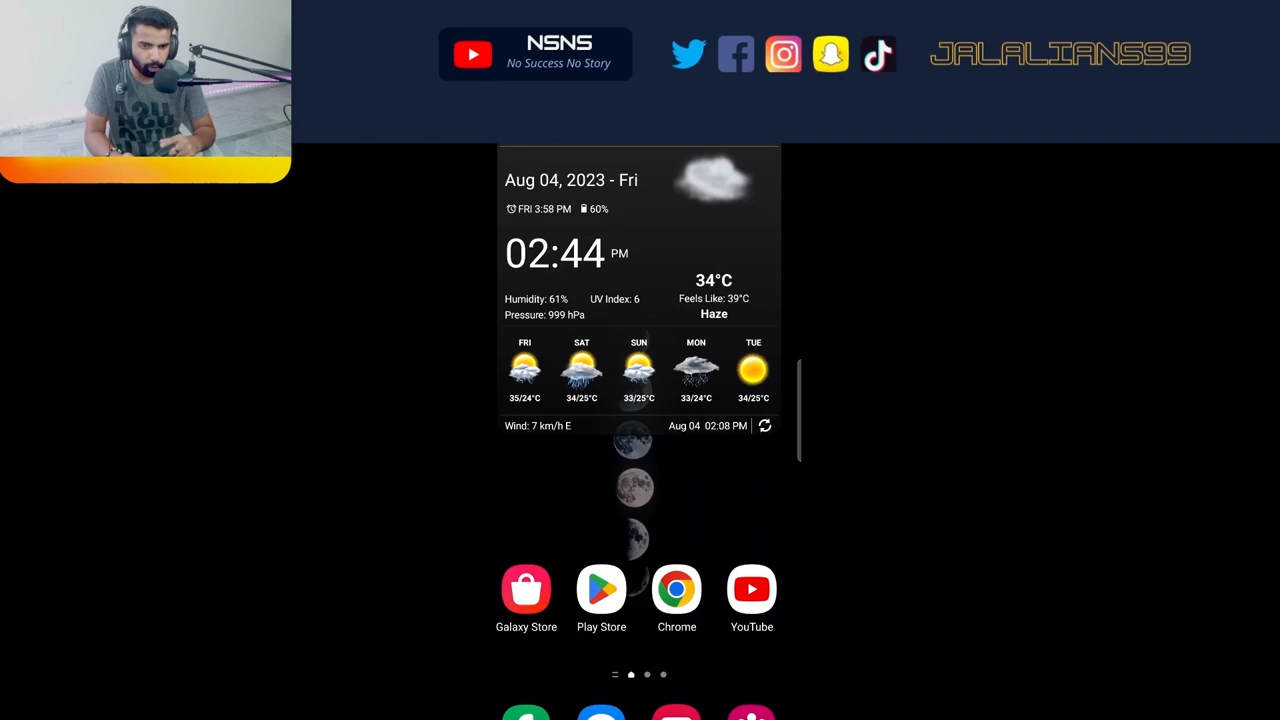 NSNS
No Success No Story
JALALIANS99
Aug 04, 2023 - Fri
FRI 3:58 PM 60%
02:44 PM
34°C
Humidity: 61% UV Index: 6 Feels Like: 39°C
Pressure: 999 hPa Haze
FRI SAT SUN MON TUE
35/24°C 34/25°C 33/25°C 33/24°C 34/25°C
Wind: 7 km/h E Aug 04 02:08 PM
Galaxy Store Play Store Chrome YouTube